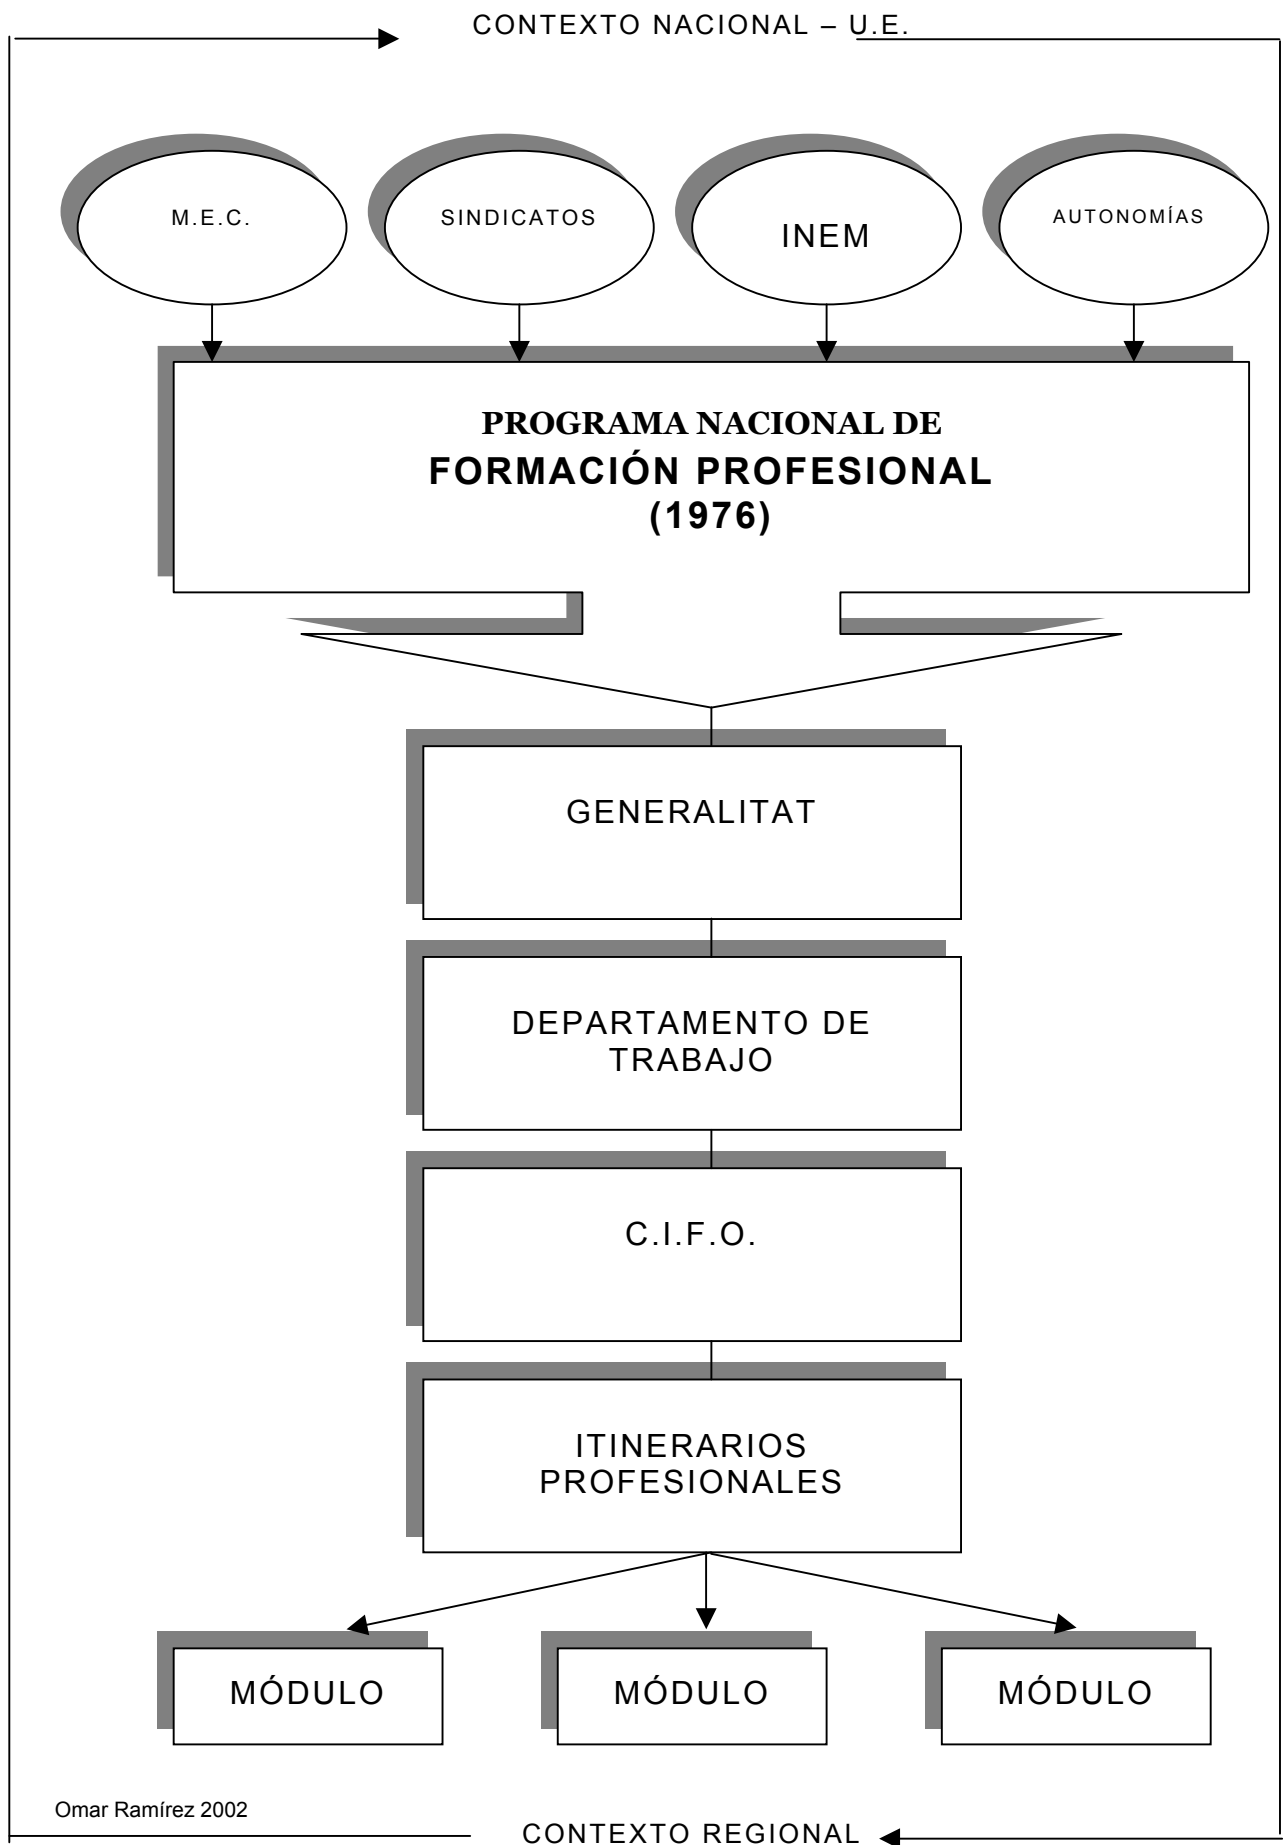 CONTEXTO NACIONAL – U.E.
M.E.C.
SINDICATOS
INEM
AUTONOMÍAS
PROGRAMA NACIONAL DE
FORMACIÓN PROFESIONAL
(1976)
GENERALITAT
DEPARTAMENTO DE
TRABAJO
C.I.F.O.
ITINERARIOS
PROFESIONALES
MÓDULO
MÓDULO
MÓDULO
Omar Ramírez 2002
CONTEXTO REGIONAL